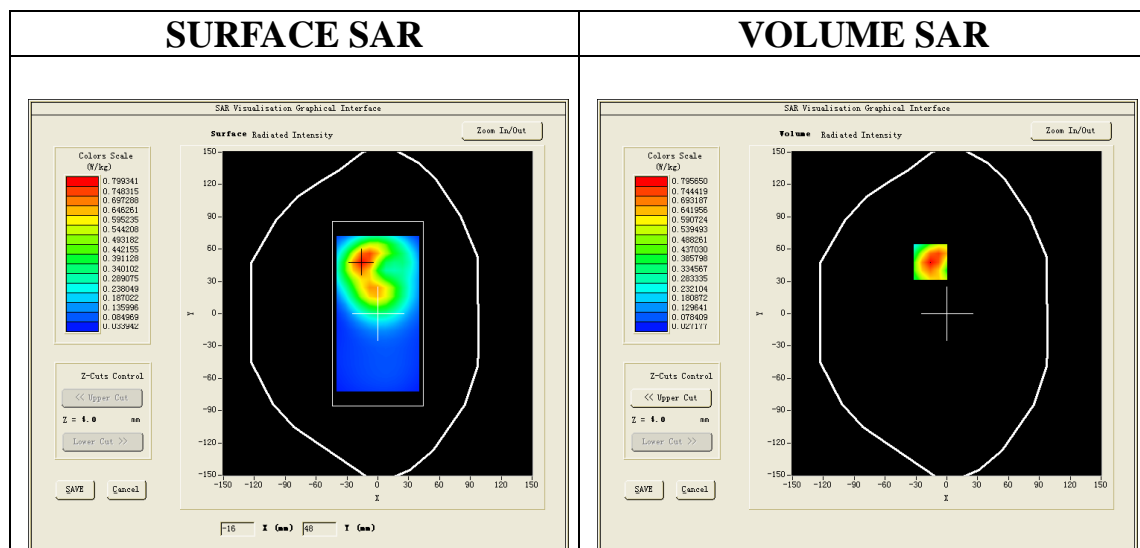 SURFACE SAR
SAR Visualisation Graphical Interface
Surface Radiated Intensity
Zoom In/Out
Colors Scale
(W/kg)
0.799341
0.748315
0.697288
0.646261
0.595235
0.544208
0.493182
0.442155
0.391128
0.340102
0.289075
0.238049
0.187022
0.135996
0.084969
0.033942
Z-Cuts Control
<< Upper Cut
Z = 4.0 mm
Lower Cut >>
SAVE Cancel
150
120
90
60
30
0
-30
-60
-90
-120
-150
Y
-150 -120 -90 -60 -30 0 30 60 90 120 150
X
-16 X (mm) 48 Y (mm)
VOLUME SAR
SAR Visualisation Graphical Interface
Volume Radiated Intensity
Zoom In/Out
Colors Scale
(W/kg)
0.795650
0.744419
0.693187
0.641956
0.590724
0.539493
0.488261
0.437030
0.385798
0.334567
0.283335
0.232104
0.180872
0.129641
0.078409
0.027177
Z-Cuts Control
<< Upper Cut
Z = 4.0 mm
Lower Cut >>
SAVE Cancel
150
120
90
60
30
0
-30
-60
-90
-120
-150
Y
-150 -120 -90 -60 -30 0 30 60 90 120 150
X